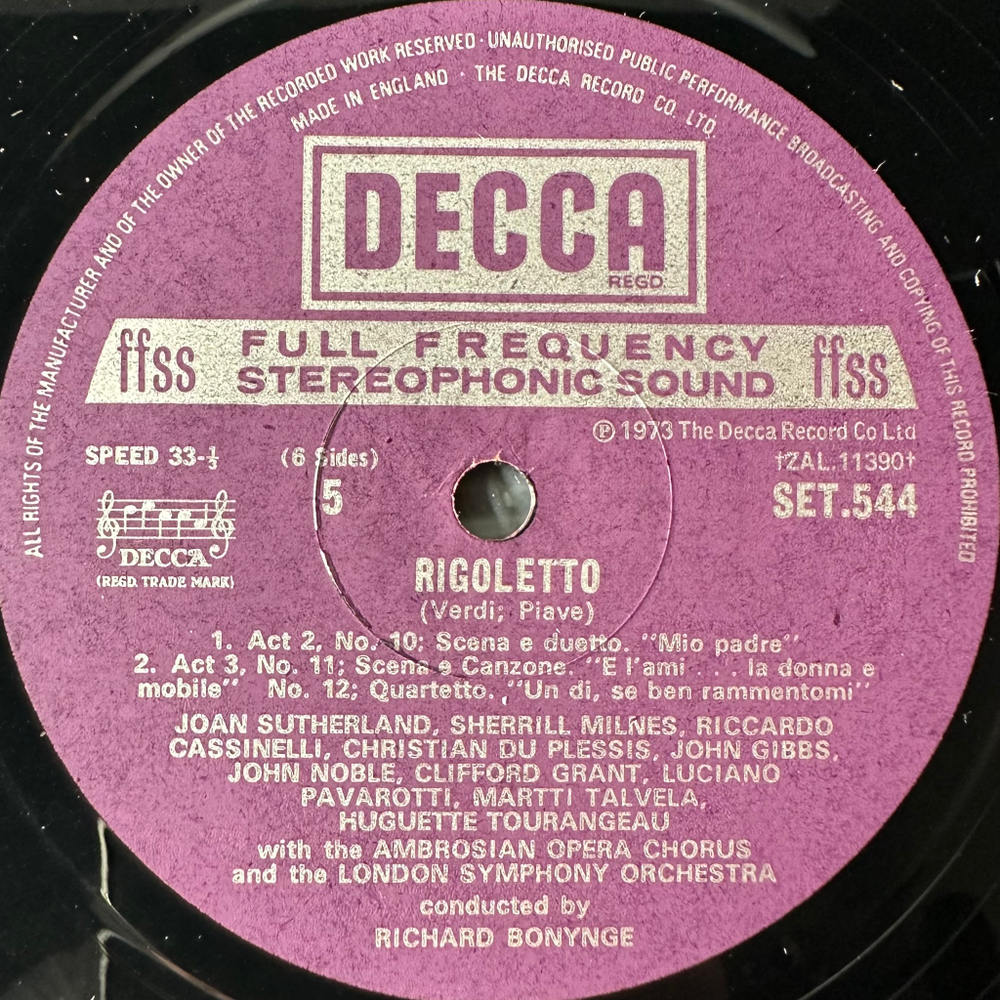 ALL RIGHTS OF THE MANUFACTURER AND OF THE OWNER OF THE RECORDED WORK RESERVED · UNAUTHORISED PUBLIC PERFORMANCE BROADCASTING AND COPYING OF THIS RECORD PROHIBITED
MADE IN ENGLAND · THE DECCA RECORD CO. LTD.
DECCA
REGD
ffss FULL FREQUENCY ffss
STEREOPHONIC SOUND
℗ 1973 The Decca Record Co Ltd
SPEED 33-⅓ (6 Sides) †ZAL.11390†
5 SET.544
DECCA
(REGD. TRADE MARK)
RIGOLETTO
(Verdi; Piave)
1. Act 2, No. 10; Scena e duetto. "Mio padre"
2. Act 3, No. 11; Scena e Canzone. "E l'ami . . . la donna e
mobile" No. 12; Quartetto. "Un di, se ben rammentomi"
JOAN SUTHERLAND, SHERRILL MILNES, RICCARDO
CASSINELLI, CHRISTIAN DU PLESSIS, JOHN GIBBS,
JOHN NOBLE, CLIFFORD GRANT, LUCIANO
PAVAROTTI, MARTTI TALVELA,
HUGUETTE TOURANGEAU
with the AMBROSIAN OPERA CHORUS
and the LONDON SYMPHONY ORCHESTRA
conducted by
RICHARD BONYNGE